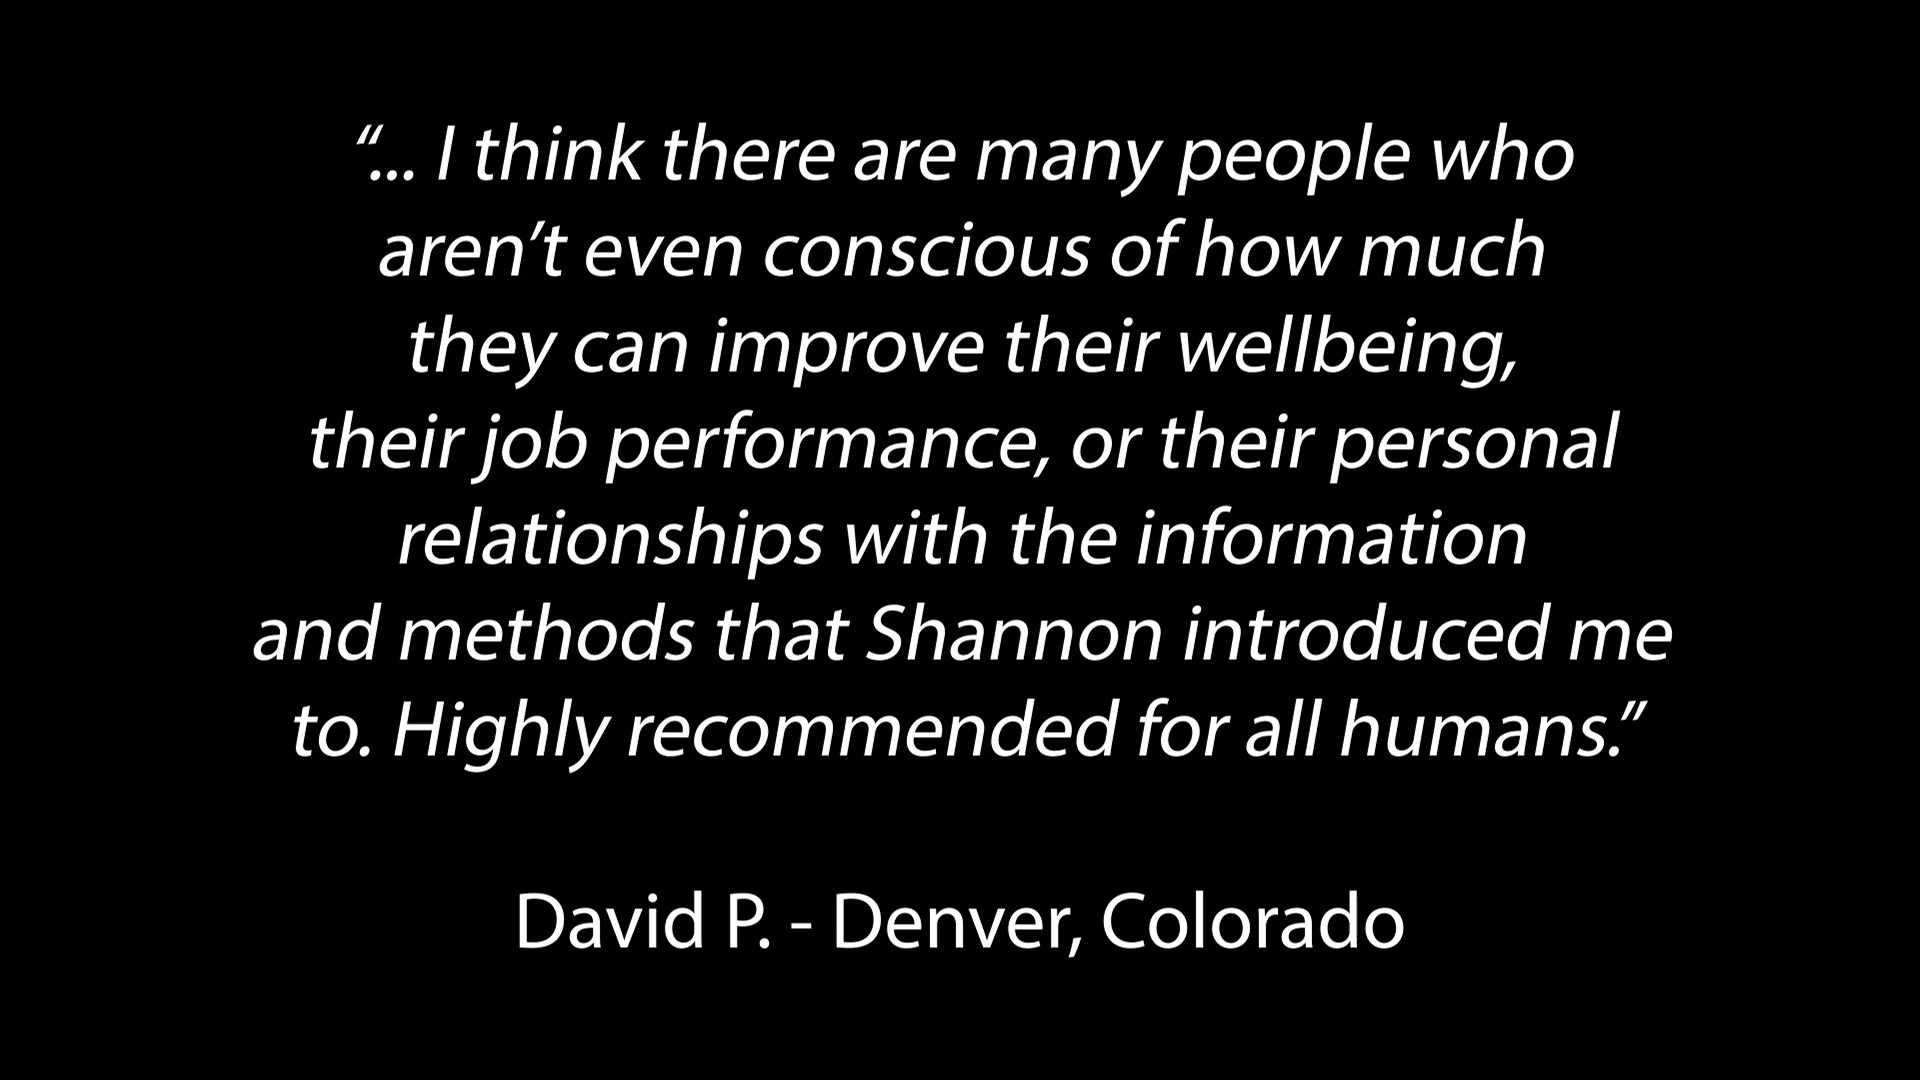 “... I think there are many people who
aren’t even conscious of how much
they can improve their wellbeing,
their job performance, or their personal
relationships with the information
and methods that Shannon introduced me
to. Highly recommended for all humans.”
David P. - Denver, Colorado